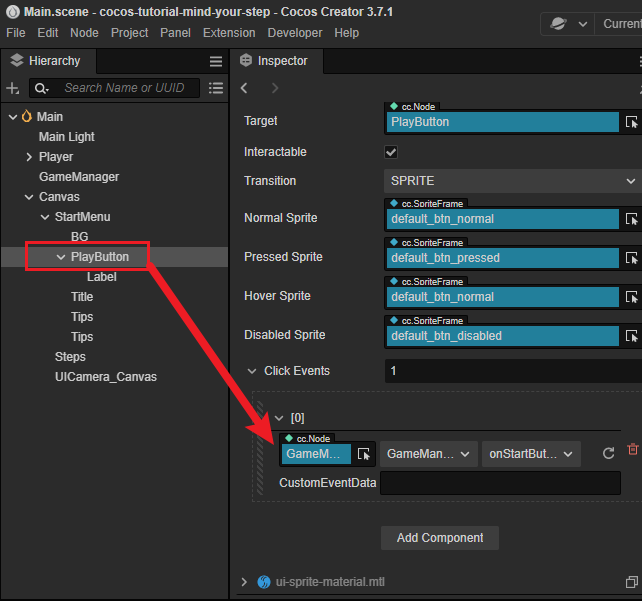 Main.scene - cocos-tutorial-mind-your-step - Cocos Creator 3.7.1
File Edit Node Project Panel Extension Developer Help
Curren
Hierarchy
Search Name or UUID
Main
Main Light
Player
GameManager
Canvas
StartMenu
BG
PlayButton
Label
Title
Tips
Tips
Steps
UICamera_Canvas
Inspector
cc.Node
Target PlayButton
Interactable
Transition SPRITE
cc.SpriteFrame
Normal Sprite default_btn_normal
cc.SpriteFrame
Pressed Sprite default_btn_pressed
cc.SpriteFrame
Hover Sprite default_btn_normal
cc.SpriteFrame
Disabled Sprite default_btn_disabled
Click Events 1
[0]
cc.Node
GameM... GameMan... onStartBut...
CustomEventData
Add Component
ui-sprite-material.mtl